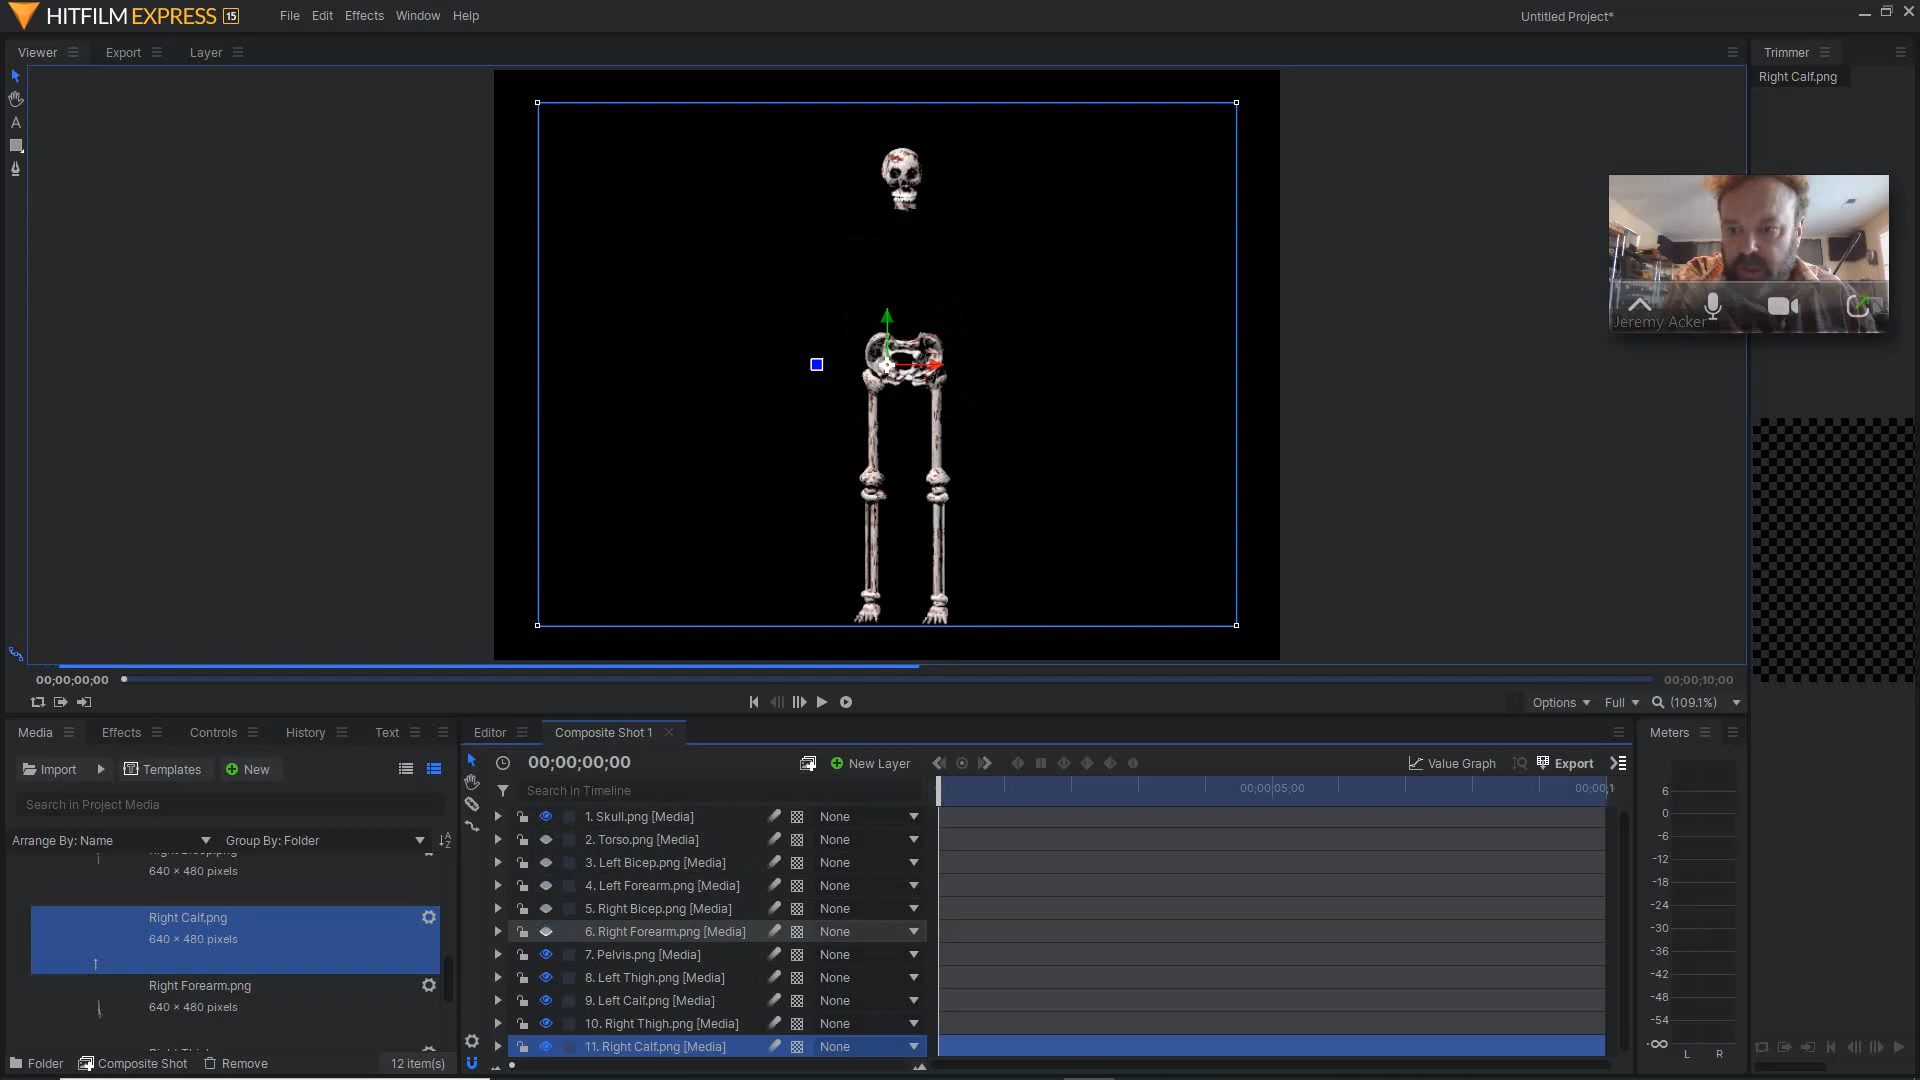 HITFILM EXPRESS 15
File Edit Effects Window Help
Untitled Project*
Viewer Export Layer
Trimmer
Right Calf.png
A
Jeremy Acker
00;00;00;00
00;00;10;00
Options Full (109.1%)
Media Effects Controls History Text
Editor Composite Shot 1
Meters
Import Templates New
00;00;00;00
New Layer
Value Graph Export
Search in Project Media
Search in Timeline
00;00;05;00
00;00;1
Arrange By: Name
Group By: Folder
640 × 480 pixels
Right Calf.png
640 × 480 pixels
Right Forearm.png
640 × 480 pixels
1. Skull.png [Media] None
2. Torso.png [Media] None
3. Left Bicep.png [Media] None
4. Left Forearm.png [Media] None
5. Right Bicep.png [Media] None
6. Right Forearm.png [Media] None
7. Pelvis.png [Media] None
8. Left Thigh.png [Media] None
9. Left Calf.png [Media] None
10. Right Thigh.png [Media] None
11. Right Calf.png [Media] None
6
0
-6
-12
-18
-24
-30
-36
-42
-48
-54
-∞
L R
Folder Composite Shot Remove 12 item(s)